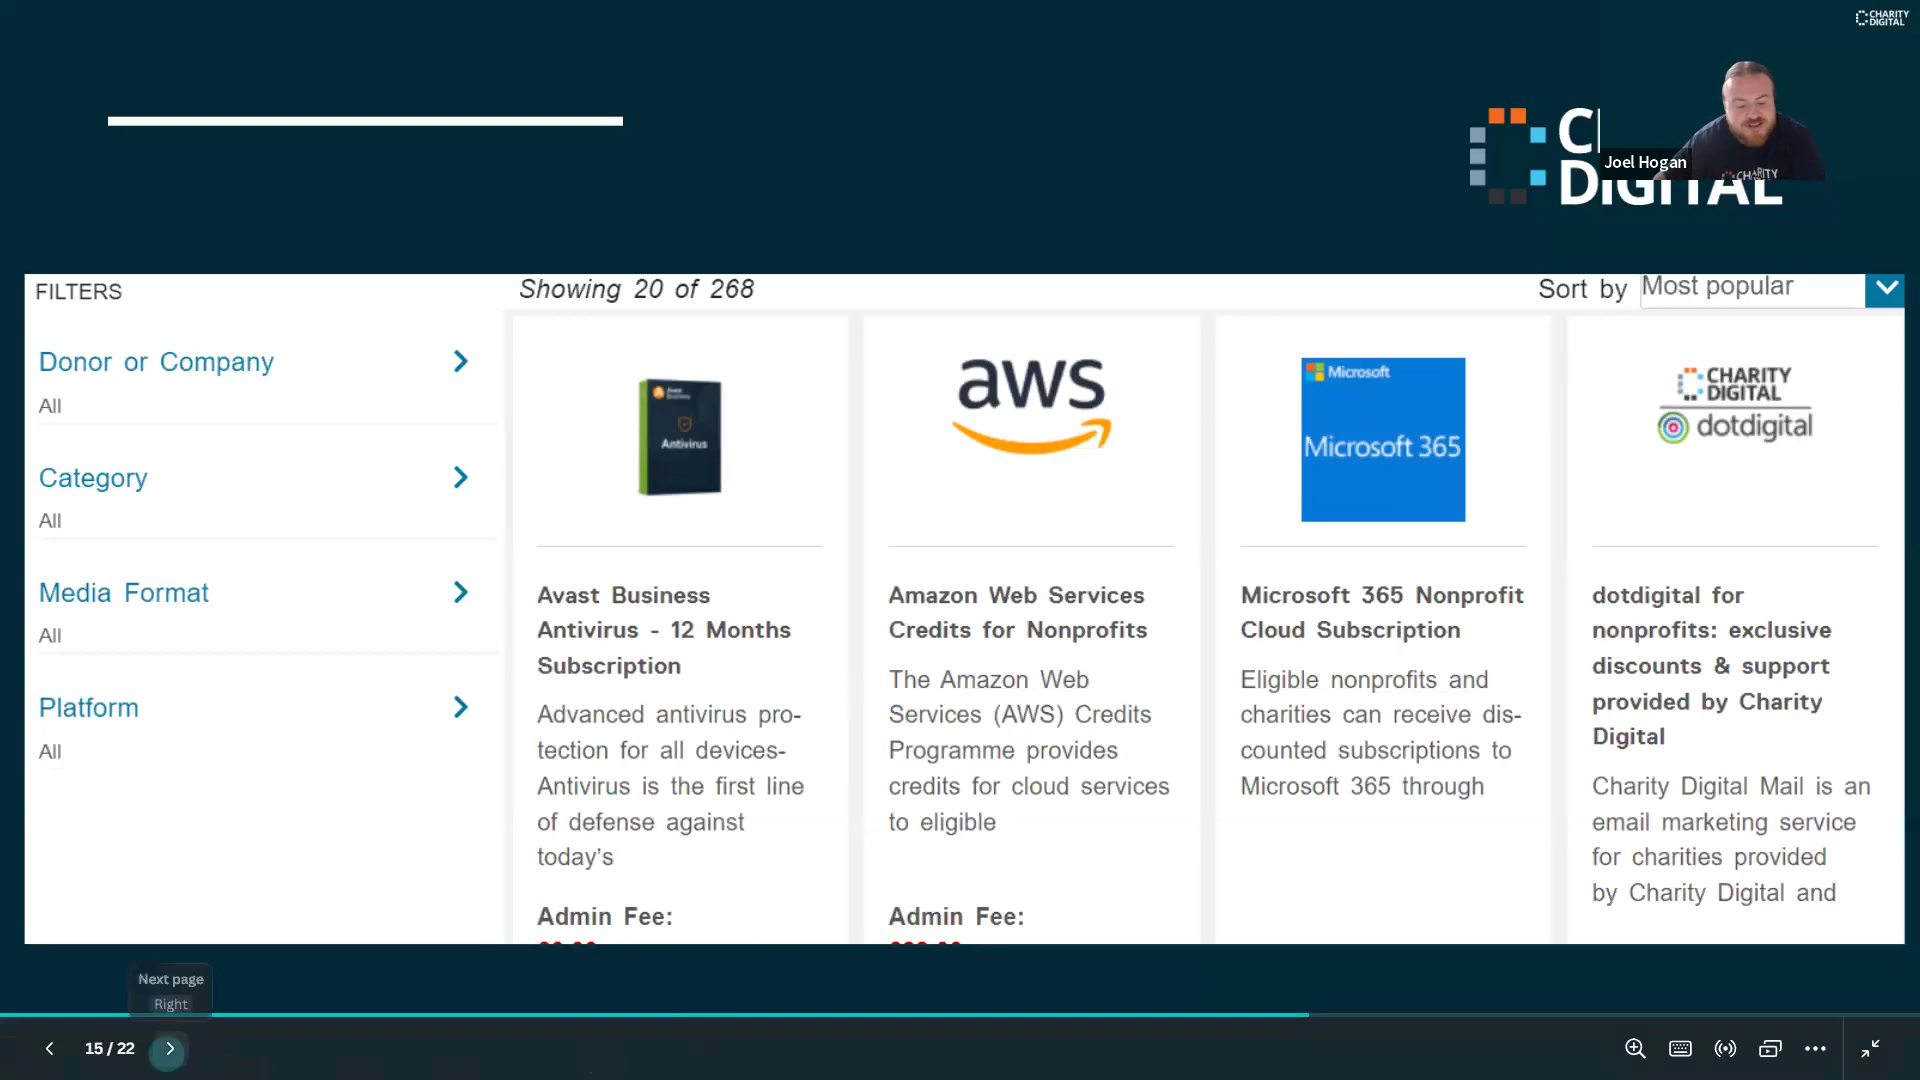 CHARITY
DIGITAL
DIGITAL
Joel Hogan
CHARITY
FILTERS
Showing 20 of 268
Sort by
Most popular
Donor or Company
All
Category
All
Media Format
All
Platform
All
Avast
Business
Antivirus
Avast Business
Antivirus - 12 Months
Subscription
Advanced antivirus pro-
tection for all devices-
Antivirus is the first line
of defense against
today's
Admin Fee:
aws
Amazon Web Services
Credits for Nonprofits
The Amazon Web
Services (AWS) Credits
Programme provides
credits for cloud services
to eligible
Admin Fee:
Microsoft
Microsoft 365
Microsoft 365 Nonprofit
Cloud Subscription
Eligible nonprofits and
charities can receive dis-
counted subscriptions to
Microsoft 365 through
CHARITY
DIGITAL
dotdigital
dotdigital for
nonprofits: exclusive
discounts & support
provided by Charity
Digital
Charity Digital Mail is an
email marketing service
for charities provided
by Charity Digital and
Next page
Right
15 / 22